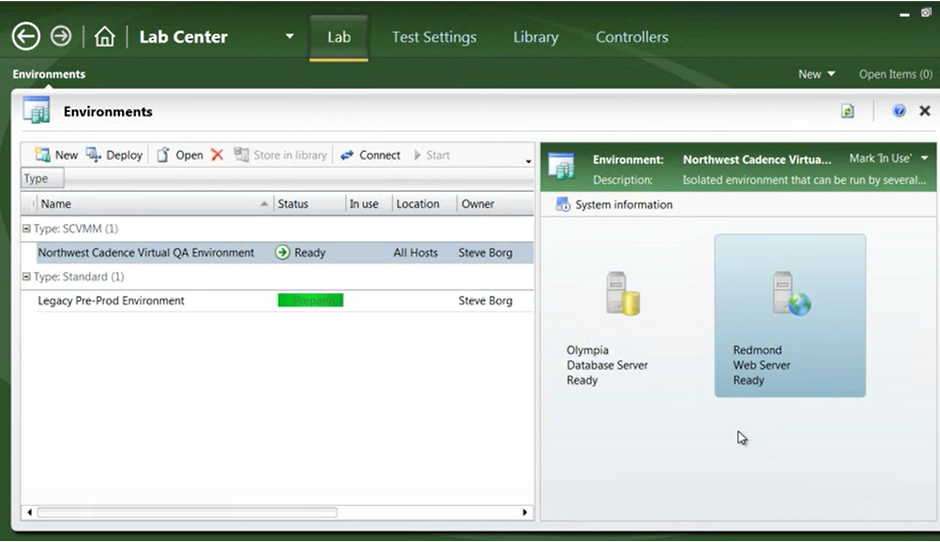 Lab Center
Lab
Test Settings
Library
Controllers
Environments
New
Open Items (0)
Environments
New
Deploy
Open
Store in library
Connect
Start
Type
Name
Status
In use
Location
Owner
Type: SCVMM (1)
Northwest Cadence Virtual QA Environment
Ready
All Hosts
Steve Borg
Type: Standard (1)
Legacy Pre-Prod Environment
Steve Borg
Environment: Northwest Cadence Virtua...
Mark 'In Use'
Description: Isolated environment that can be run by several...
System information
Olympia
Database Server
Ready
Redmond
Web Server
Ready